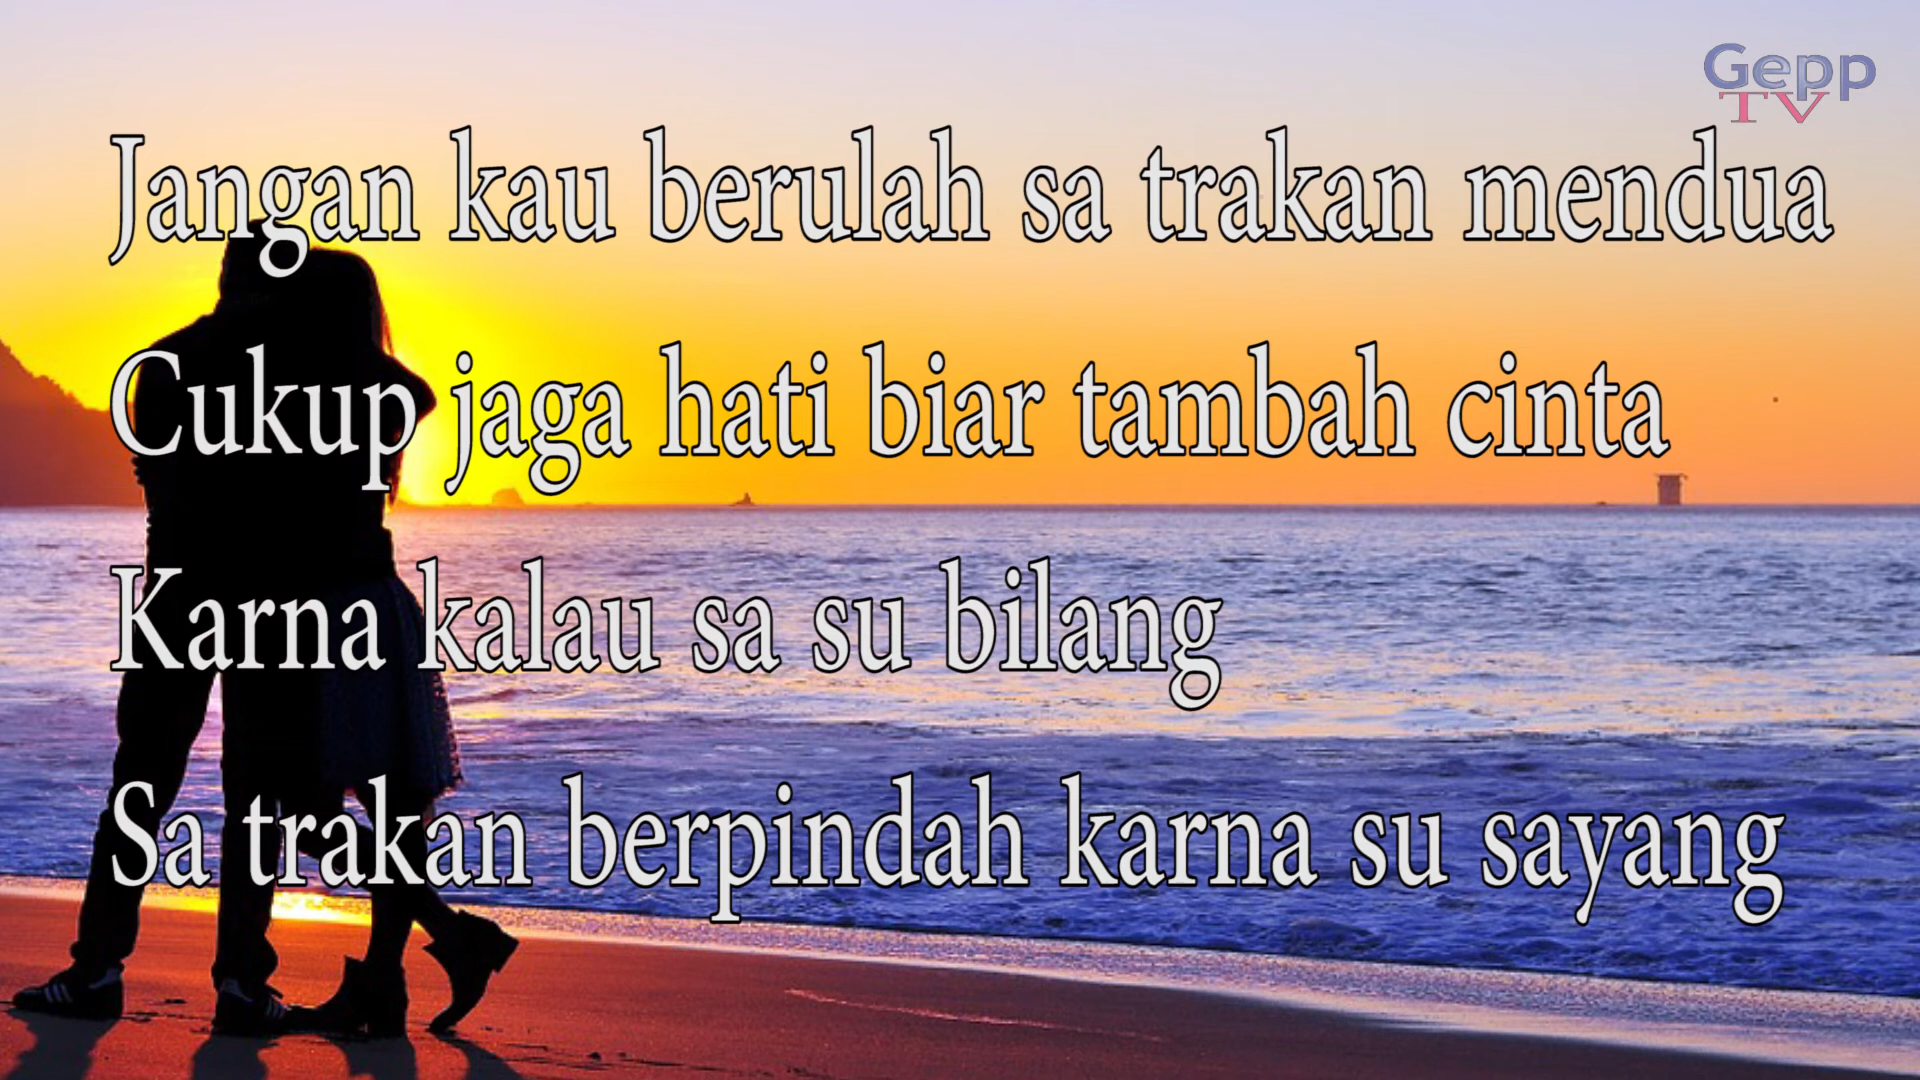 Gepp
TV
Jangan kau berulah sa trakan mendua
Cukup jaga hati biar tambah cinta
Karna kalau sa su bilang
Sa trakan berpindah karna su sayang